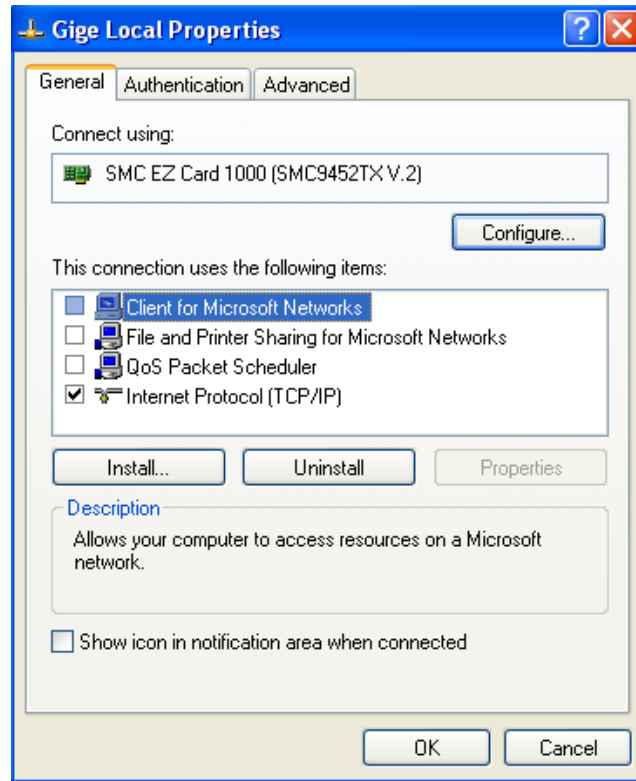 Gige Local Properties
General Authentication Advanced
Connect using:
SMC EZ Card 1000 (SMC9452TX V.2)
Configure...
This connection uses the following items:
Client for Microsoft Networks
File and Printer Sharing for Microsoft Networks
QoS Packet Scheduler
Internet Protocol (TCP/IP)
Install... Uninstall Properties
Description
Allows your computer to access resources on a Microsoft
network.
Show icon in notification area when connected
OK Cancel